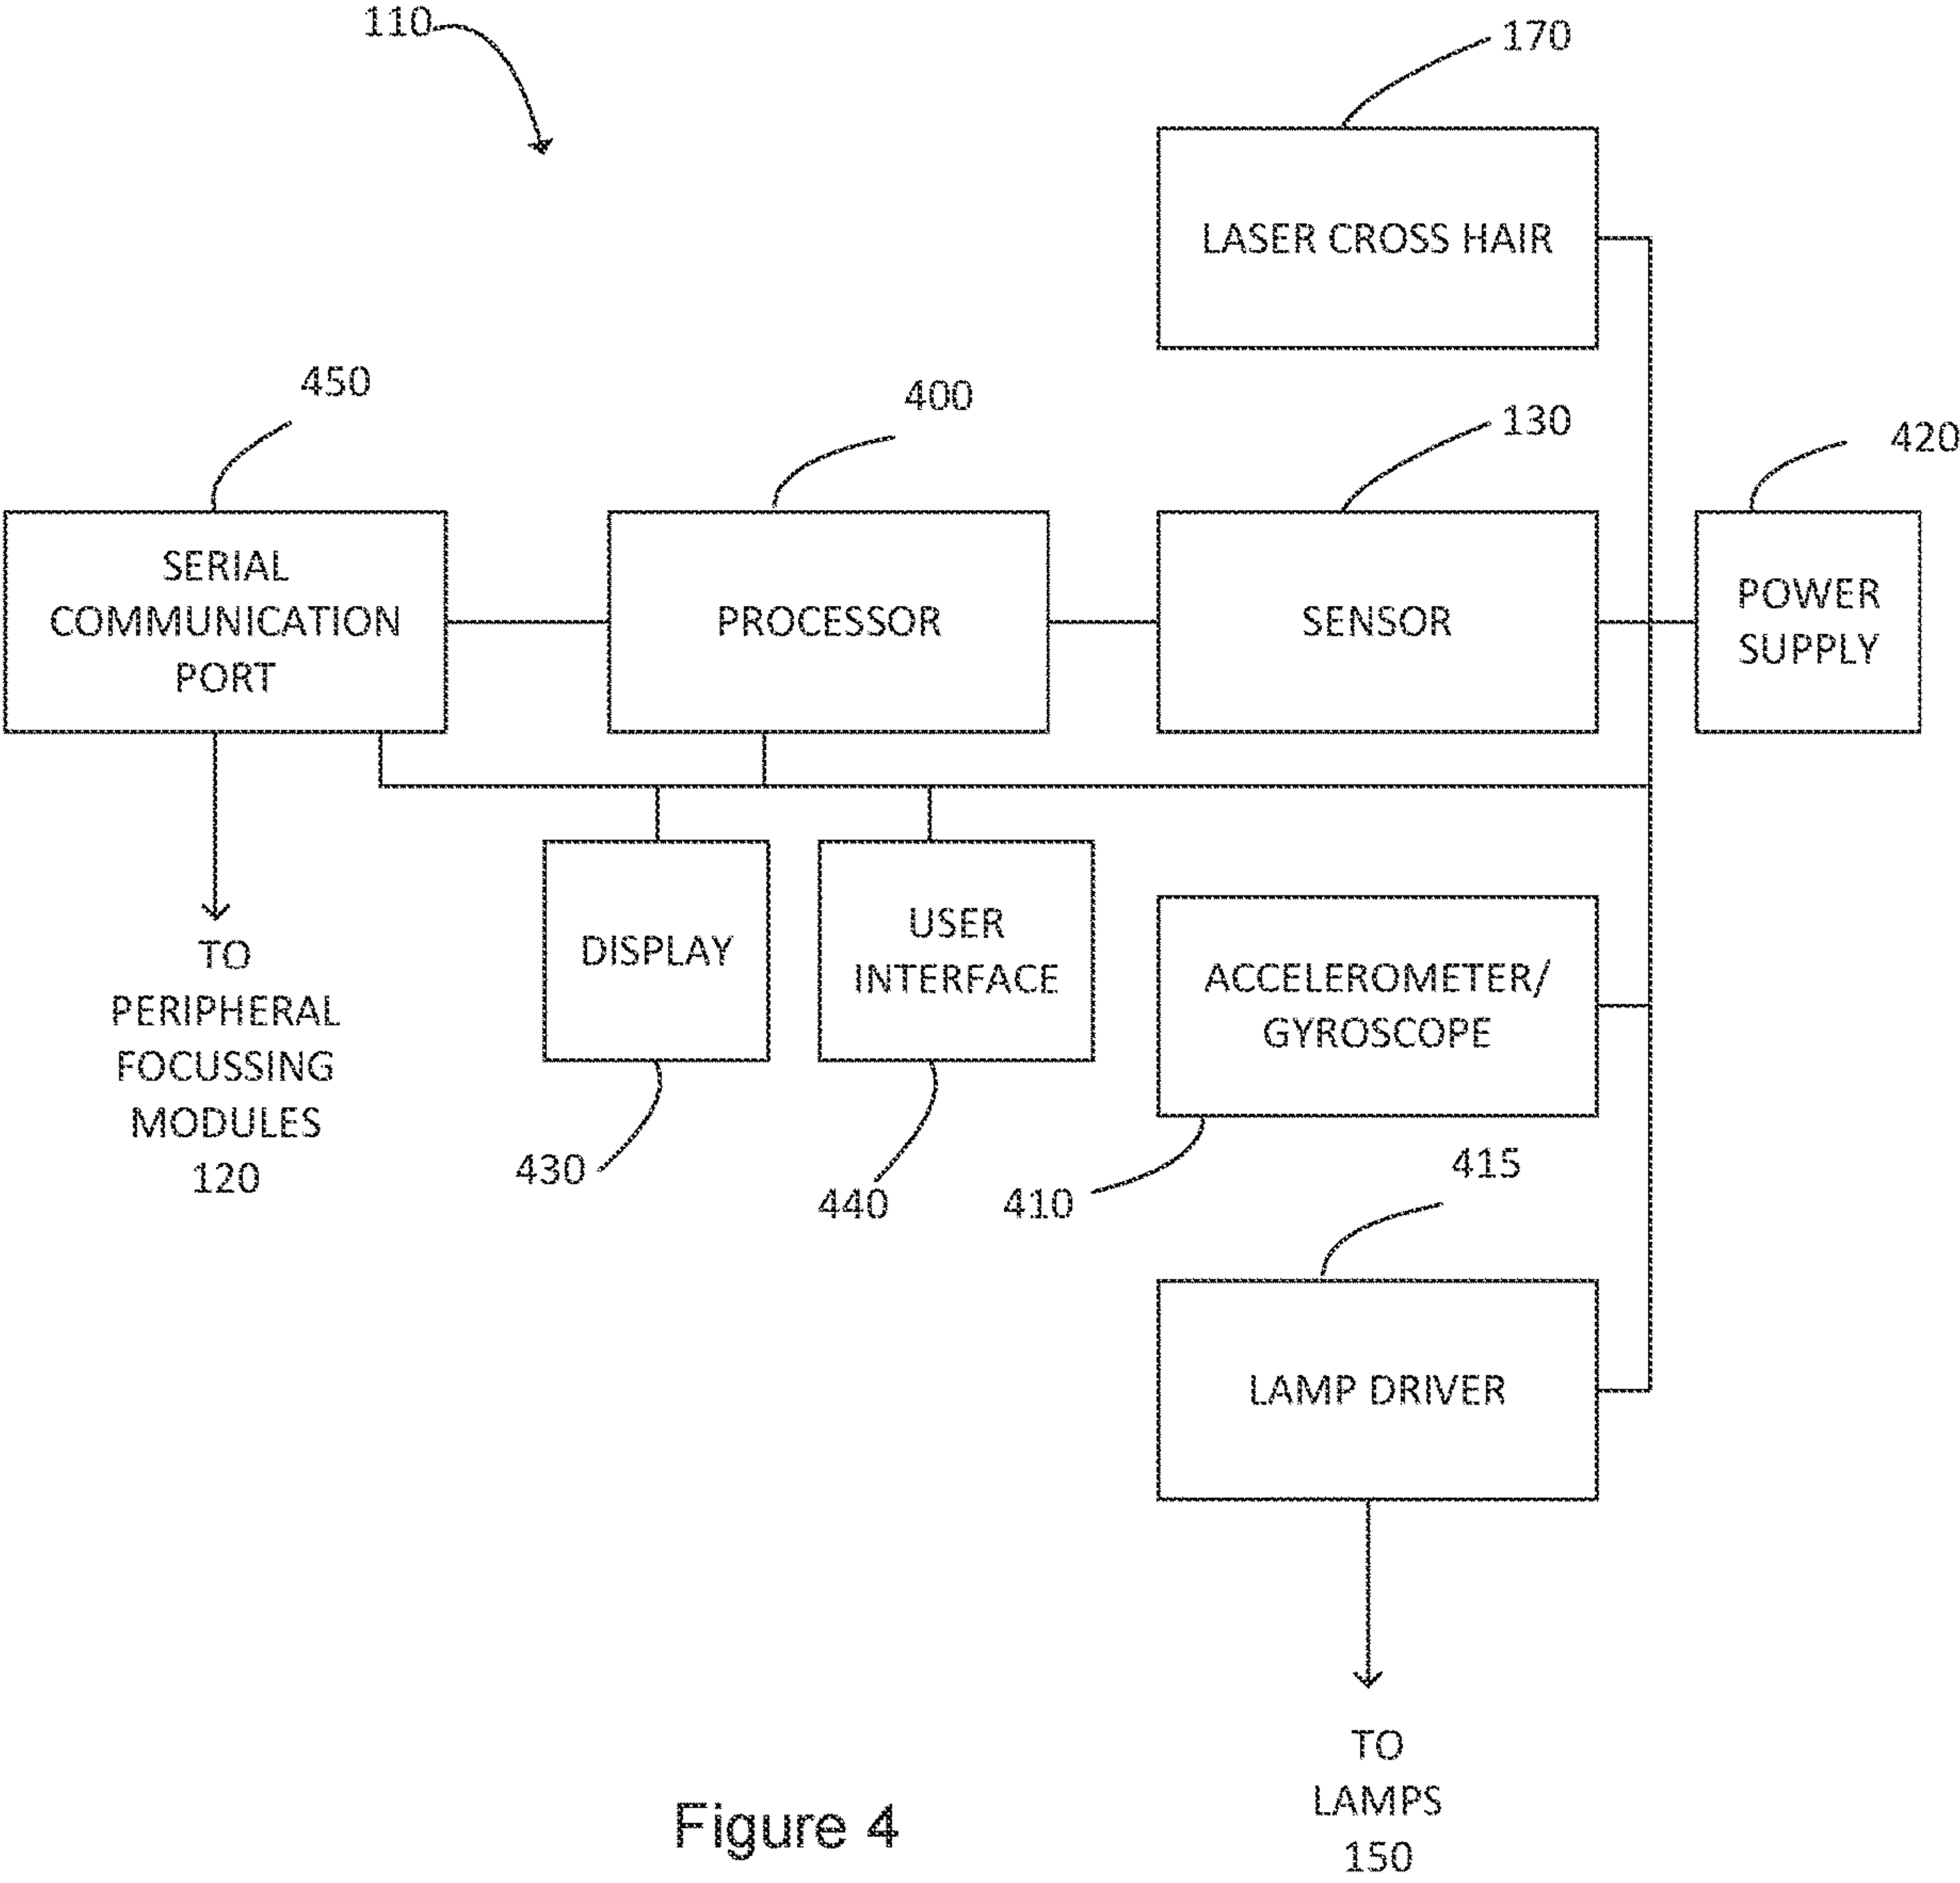 110
170
LASER CROSS HAIR
450
400
130
420
SERIAL
COMMUNICATION
PORT
PROCESSOR
SENSOR
POWER
SUPPLY
TO
PERIPHERAL
FOCUSSING
MODULES
120
DISPLAY
USER
INTERFACE
ACCELEROMETER/
GYROSCOPE
430
440
410
415
LAMP DRIVER
TO
LAMPS
150
Figure 4